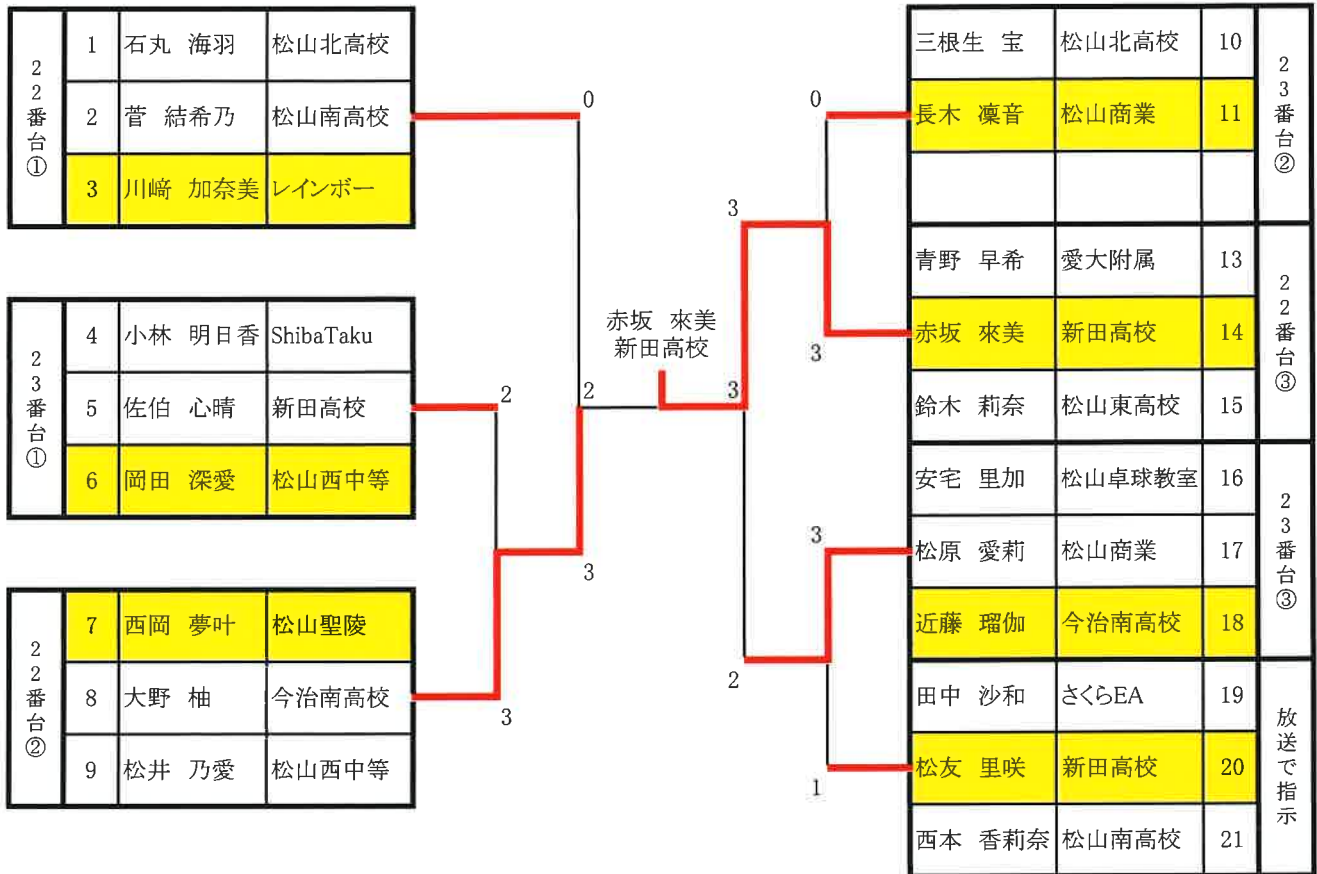 22番台①
1 石丸 海羽 松山北高校
2 菅 結希乃 松山南高校
3 川﨑 加奈美 レインボー
23番台①
4 小林 明日香 ShibaTaku
5 佐伯 心晴 新田高校
6 岡田 深愛 松山西中等
22番台②
7 西岡 夢叶 松山聖陵
8 大野 柚 今治南高校
9 松井 乃愛 松山西中等
0
2
3
2
3
赤坂 來美
新田高校
3
3
2
0
3
3
1
三根生 宝 松山北高校 10
長木 凜音 松山商業 11
23番台②
青野 早希 愛大附属 13
赤坂 來美 新田高校 14
鈴木 莉奈 松山東高校 15
22番台③
安宅 里加 松山卓球教室 16
松原 愛莉 松山商業 17
近藤 瑠伽 今治南高校 18
23番台③
田中 沙和 さくらEA 19
松友 里咲 新田高校 20
西本 香莉奈 松山南高校 21
放送で指示